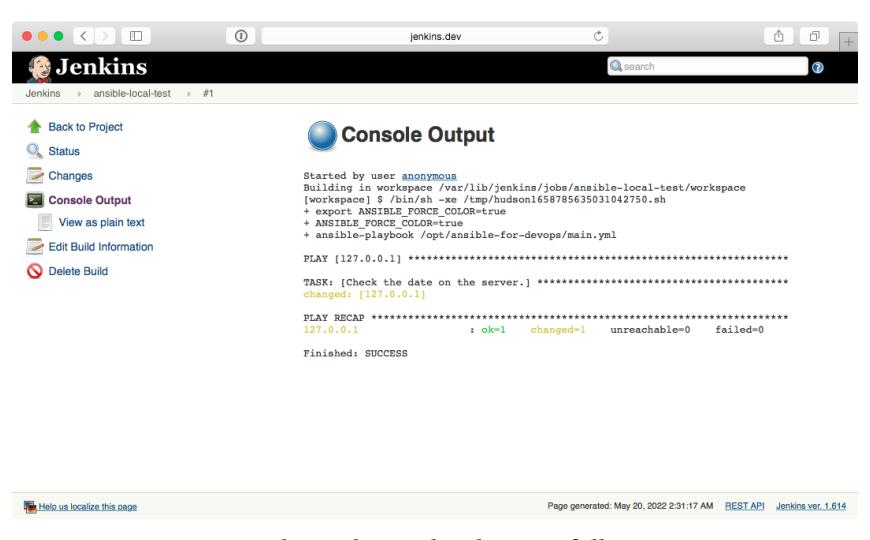 jenkins.dev
Jenkins
search
Jenkins ansible-local-test #1
Back to Project
Status
Changes
Console Output
View as plain text
Edit Build Information
Delete Build
Console Output
Started by user anonymous
Building in workspace /var/lib/jenkins/jobs/ansible-local-test/workspace
[workspace] $ /bin/sh -xe /tmp/hudson1658785635031042750.sh
+ export ANSIBLE_FORCE_COLOR=true
+ ANSIBLE_FORCE_COLOR=true
+ ansible-playbook /opt/ansible-for-devops/main.yml
PLAY [127.0.0.1] **************************************************************
TASK: [Check the date on the server.] *****************************************
changed: [127.0.0.1]
PLAY RECAP ********************************************************************
127.0.0.1 : ok=1 changed=1 unreachable=0 failed=0
Finished: SUCCESS
Help us localize this page
Page generated: May 20, 2022 2:31:17 AM REST API Jenkins ver. 1.614